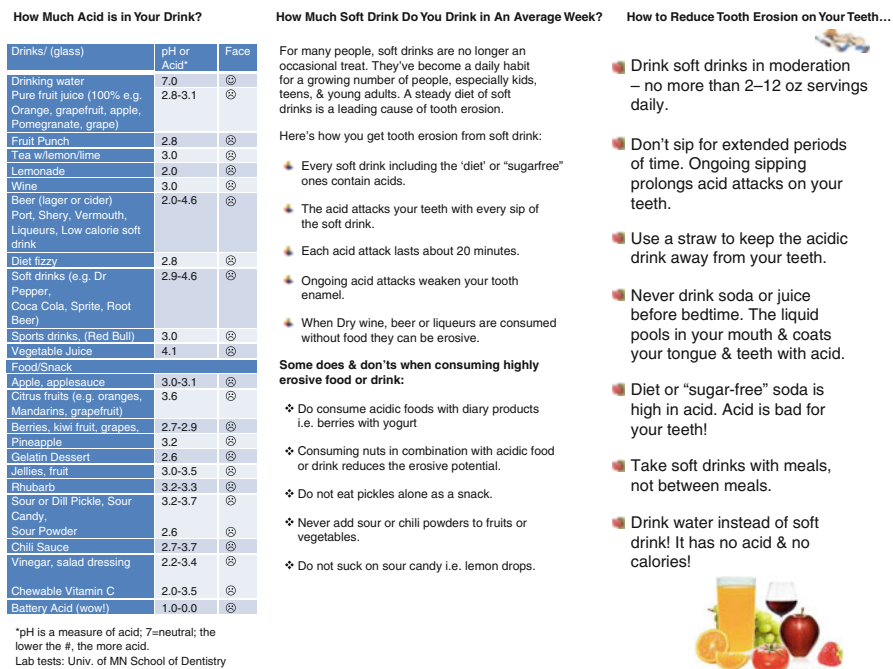 How Much Acid is in Your Drink?
Drinks/ (glass) pH or Face
Acid*
Drinking water 7.0 ☺
Pure fruit juice (100% e.g. 2.8-3.1 ☹
Orange, grapefruit, apple,
Pomegranate, grape)
Fruit Punch 2.8 ☹
Tea w/lemon/lime 3.0 ☹
Lemonade 2.0 ☹
Wine 3.0 ☹
Beer (lager or cider) 2.0-4.6 ☹
Port, Shery, Vermouth,
Liqueurs, Low calorie soft
drink
Diet fizzy 2.8 ☹
Soft drinks (e.g. Dr 2.9-4.6 ☹
Pepper,
Coca Cola, Sprite, Root
Beer)
Sports drinks, (Red Bull) 3.0 ☹
Vegetable Juice 4.1 ☹
Food/Snack
Apple, applesauce 3.0-3.1 ☹
Citrus fruits (e.g. oranges, 3.6 ☹
Mandarins, grapefruit)
Berries, kiwi fruit, grapes, 2.7-2.9 ☹
Pineapple 3.2 ☹
Gelatin Dessert 2.6 ☹
Jellies, fruit 3.0-3.5 ☹
Rhubarb 3.2-3.3 ☹
Sour or Dill Pickle, Sour 3.2-3.7 ☹
Candy,
Sour Powder 2.6 ☹
Chili Sauce 2.7-3.7 ☹
Vinegar, salad dressing 2.2-3.4 ☹
Chewable Vitamin C 2.0-3.5 ☹
Battery Acid (wow!) 1.0-0.0 ☹
*pH is a measure of acid; 7=neutral; the
lower the #, the more acid.
Lab tests: Univ. of MN School of Dentistry
How Much Soft Drink Do You Drink in An Average Week?
For many people, soft drinks are no longer an
occasional treat. They've become a daily habit
for a growing number of people, especially kids,
teens, & young adults. A steady diet of soft
drinks is a leading cause of tooth erosion.
Here's how you get tooth erosion from soft drink:
Every soft drink including the 'diet' or "sugarfree"
ones contain acids.
The acid attacks your teeth with every sip of
the soft drink.
Each acid attack lasts about 20 minutes.
Ongoing acid attacks weaken your tooth
enamel.
When Dry wine, beer or liqueurs are consumed
without food they can be erosive.
Some does & don'ts when consuming highly
erosive food or drink:
❖ Do consume acidic foods with diary products
i.e. berries with yogurt
❖ Consuming nuts in combination with acidic food
or drink reduces the erosive potential.
❖ Do not eat pickles alone as a snack.
❖ Never add sour or chili powders to fruits or
vegetables.
❖ Do not suck on sour candy i.e. lemon drops.
How to Reduce Tooth Erosion on Your Teeth…
Drink soft drinks in moderation
– no more than 2–12 oz servings
daily.
Don't sip for extended periods
of time. Ongoing sipping
prolongs acid attacks on your
teeth.
Use a straw to keep the acidic
drink away from your teeth.
Never drink soda or juice
before bedtime. The liquid
pools in your mouth & coats
your tongue & teeth with acid.
Diet or "sugar-free" soda is
high in acid. Acid is bad for
your teeth!
Take soft drinks with meals,
not between meals.
Drink water instead of soft
drink! It has no acid & no
calories!